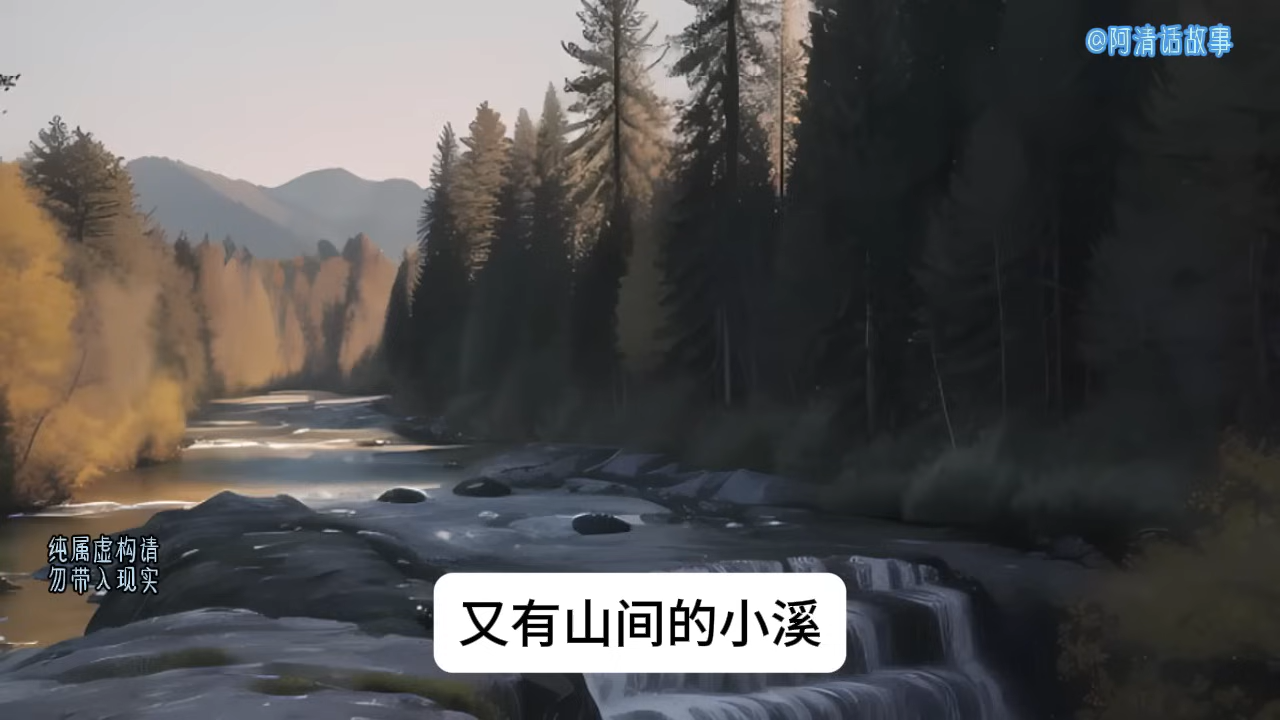 @阿清话故事
纯属虚构请
勿带入现实
又有山间的小溪